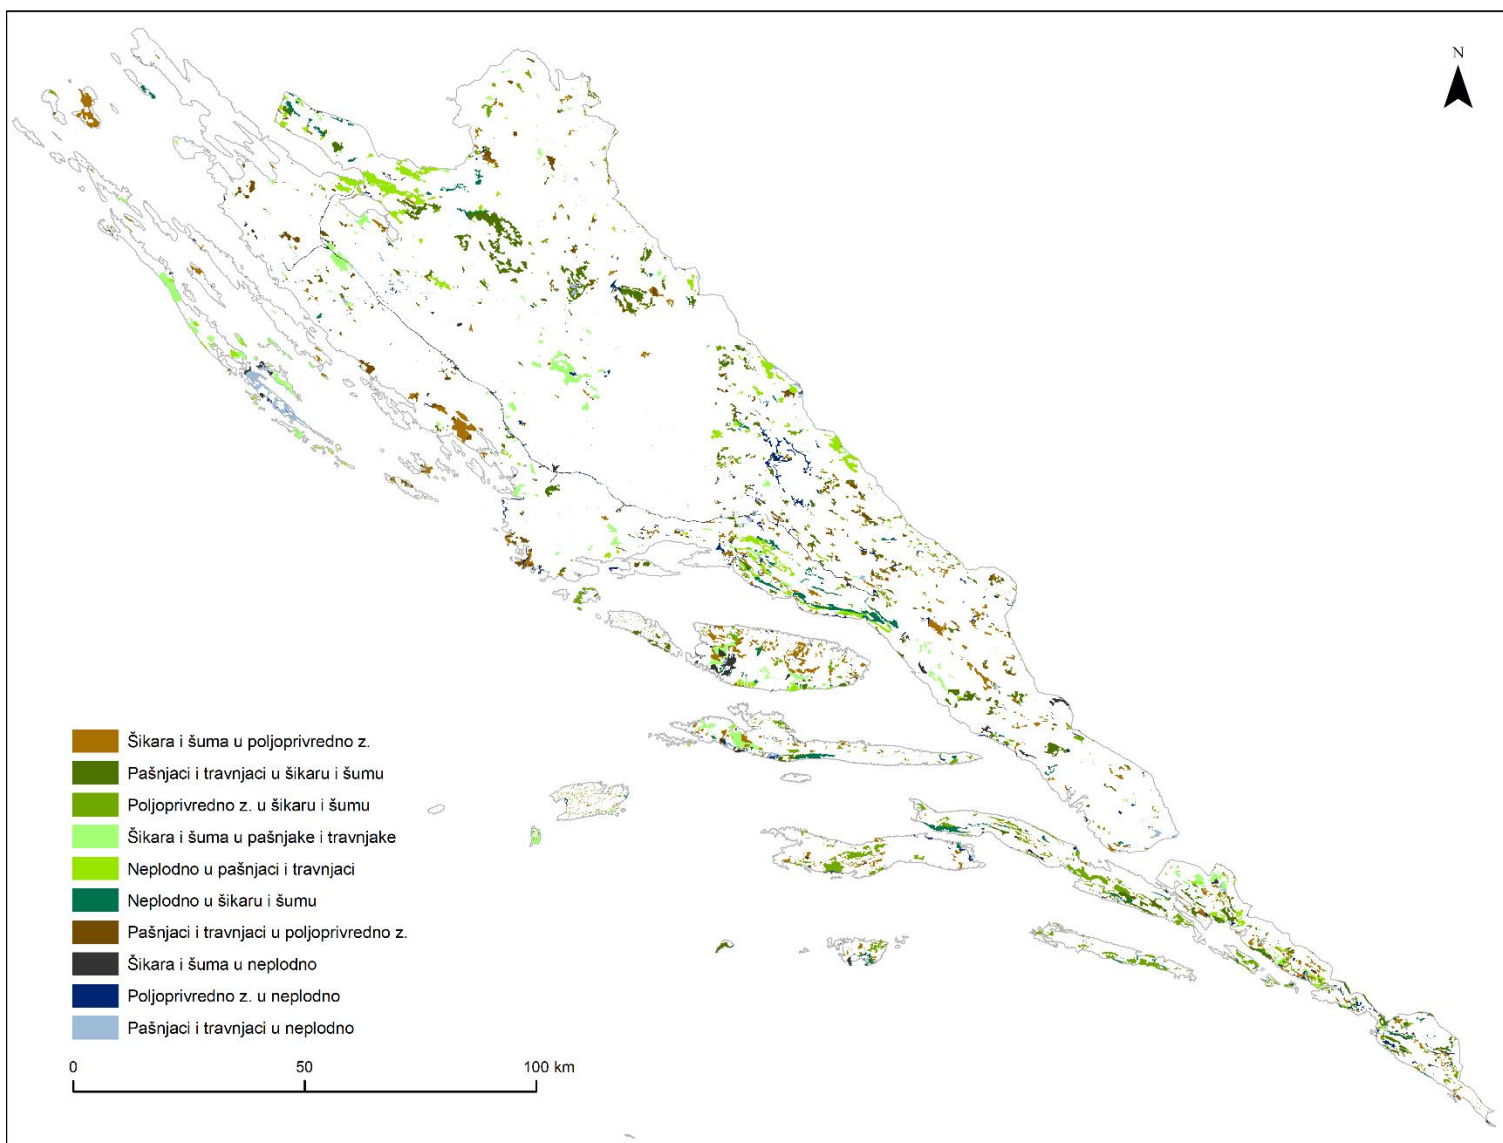 N
Šikara i šuma u poljoprivredno z.
Pašnjaci i travnjaci u šikaru i šumu
Poljoprivredno z. u šikaru i šumu
Šikara i šuma u pašnjake i travnjake
Neplodno u pašnjaci i travnjaci
Neplodno u šikaru i šumu
Pašnjaci i travnjaci u poljoprivredno z.
Šikara i šuma u neplodno
Poljoprivredno z. u neplodno
Pašnjaci i travnjaci u neplodno
0 50 100 km